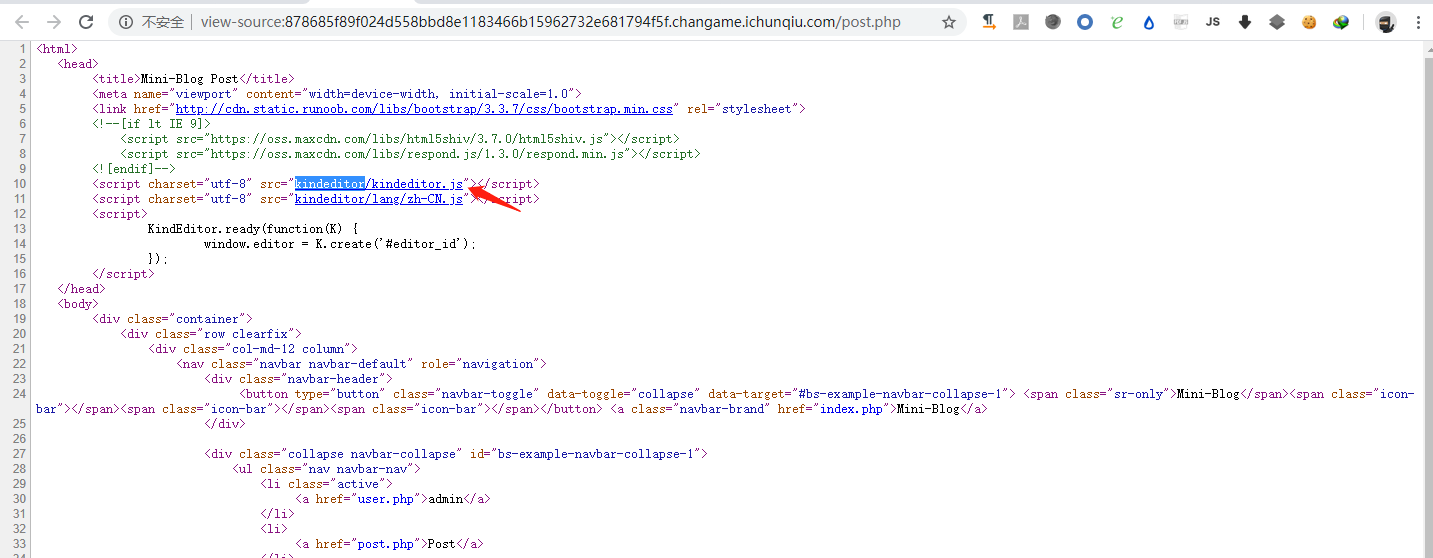 不安全 | view-source:878685f89f024d558bbd8e1183466b15962732e681794f5f.changame.ichunqiu.com/post.php
JS
1 <html>
2 <head>
3 <title>Mini-Blog Post</title>
4 <meta name="viewport" content="width=device-width, initial-scale=1.0">
5 <link href="http://cdn.static.runoob.com/libs/bootstrap/3.3.7/css/bootstrap.min.css" rel="stylesheet">
6 <!--[if lt IE 9]>
7 <script src="https://oss.maxcdn.com/libs/html5shiv/3.7.0/html5shiv.js"></script>
8 <script src="https://oss.maxcdn.com/libs/respond.js/1.3.0/respond.min.js"></script>
9 <![endif]-->
10 <script charset="utf-8" src="kindeditor/kindeditor.js"></script>
11 <script charset="utf-8" src="kindeditor/lang/zh-CN.js"></script>
12 <script>
13 KindEditor.ready(function(K) {
14 window.editor = K.create('#editor_id');
15 });
16 </script>
17 </head>
18 <body>
19 <div class="container">
20 <div class="row clearfix">
21 <div class="col-md-12 column">
22 <nav class="navbar navbar-default" role="navigation">
23 <div class="navbar-header">
24 <button type="button" class="navbar-toggle" data-toggle="collapse" data-target="#bs-example-navbar-collapse-1"> <span class="sr-only">Mini-Blog</span><span class="icon-
bar"></span><span class="icon-bar"></span><span class="icon-bar"></span></button> <a class="navbar-brand" href="index.php">Mini-Blog</a>
25 </div>
26
27 <div class="collapse navbar-collapse" id="bs-example-navbar-collapse-1">
28 <ul class="nav navbar-nav">
29 <li class="active">
30 <a href="user.php">admin</a>
31 </li>
32 <li>
33 <a href="post.php">Post</a>